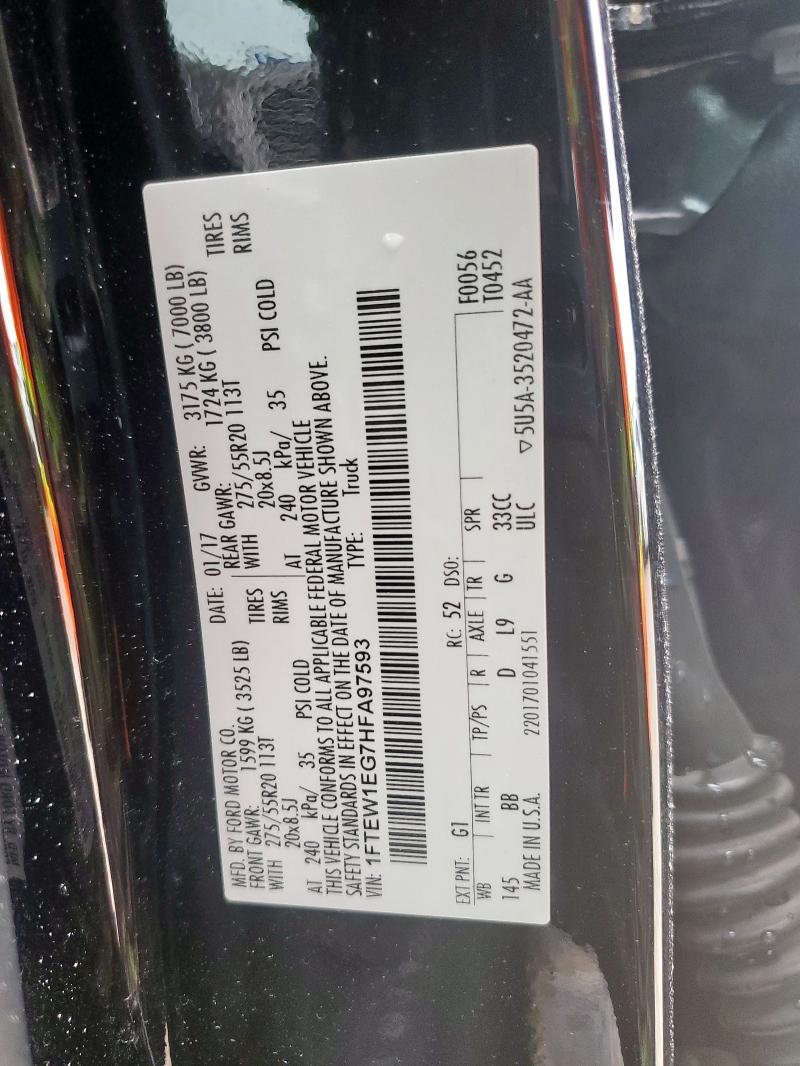 MFD. BY FORD MOTOR CO.
DATE: 01/17 GVWR: 3175 KG ( 7000 LB)
FRONT GAWR: 1599 KG ( 3525 LB)
REAR GAWR: 1724 KG ( 3800 LB)
WITH 275/55R20 113T TIRES
WITH 275/55R20 113T TIRES
20x8.5J RIMS
20x8.5J RIMS
AT 240 kPa/ 35 PSI COLD
AT 240 kPa/ 35 PSI COLD
THIS VEHICLE CONFORMS TO ALL APPLICABLE FEDERAL MOTOR VEHICLE
SAFETY STANDARDS IN EFFECT ON THE DATE OF MANUFACTURE SHOWN ABOVE.
VIN: 1FTEW1EG7HFA97593
TYPE: Truck
EXT PNT: G1 RC: 52 DSO: F0056
WB INT TR TP/PS R AXLE TR SPR T0452
145 BB D L9 G 33CC
MADE IN U.S.A. 2201701041551 ULC
▽5U5A-3520472-AA